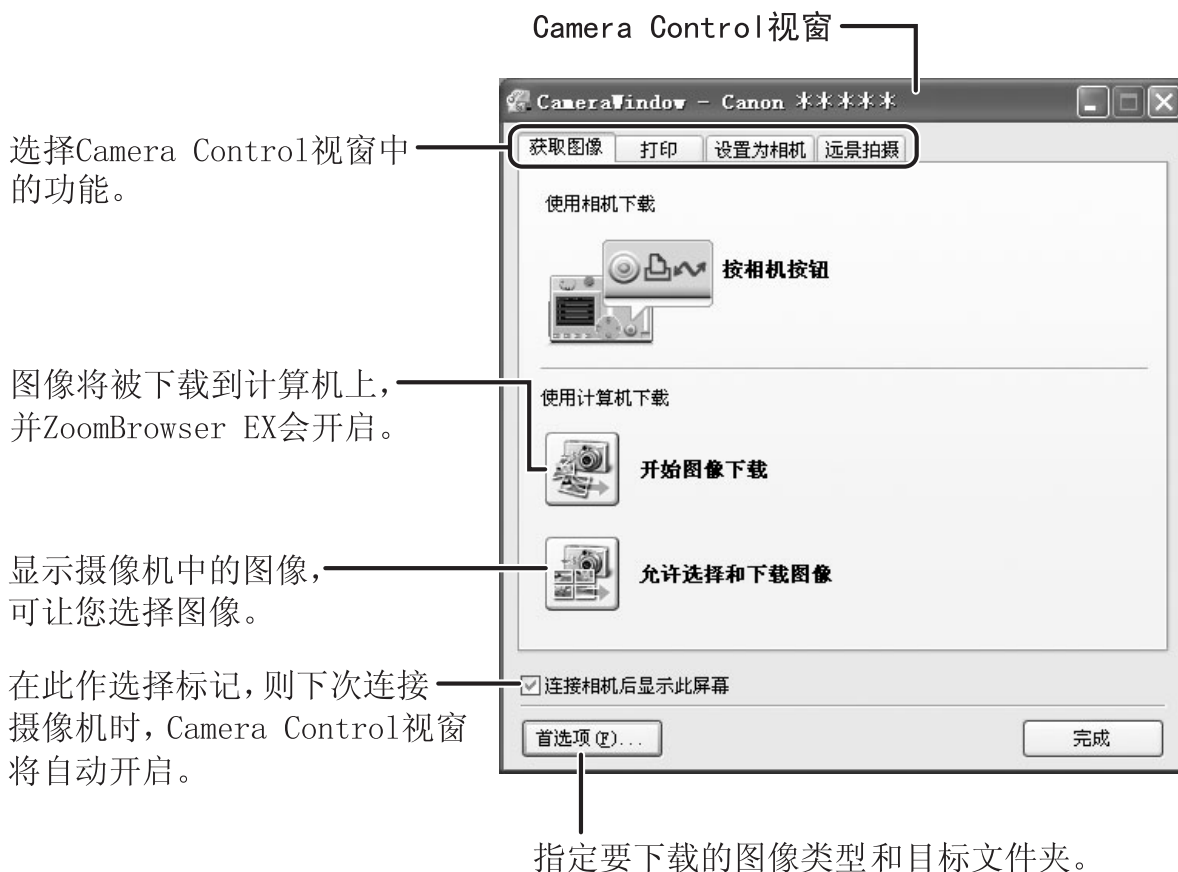 Camera Control视窗
CameraWindow - Canon *****
选择Camera Control视窗中
的功能。
获取图像 打印 设置为相机 远景拍摄
使用相机下载
按相机按钮
图像将被下载到计算机上，
并ZoomBrowser EX会开启。
使用计算机下载
开始图像下载
显示摄像机中的图像，
可让您选择图像。
允许选择和下载图像
在此作选择标记，则下次连接
摄像机时，Camera Control视窗
将自动开启。
连接相机后显示此屏幕
首选项(F)... 完成
指定要下载的图像类型和目标文件夹。